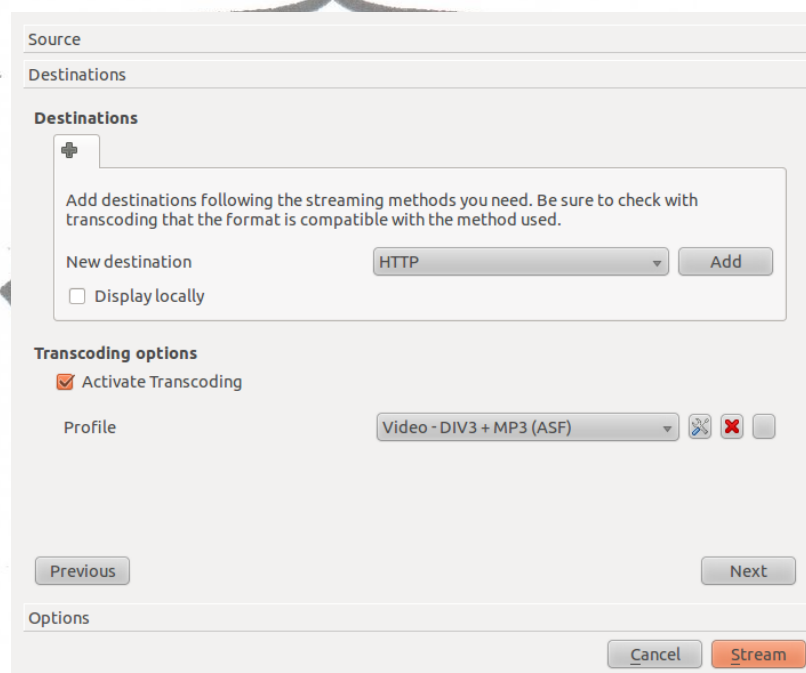 Source
Destinations
Destinations
Add destinations following the streaming methods you need. Be sure to check with
transcoding that the format is compatible with the method used.
New destination HTTP Add
Display locally
Transcoding options
Activate Transcoding
Profile Video - DIV3 + MP3 (ASF)
Previous Next
Options
Cancel Stream